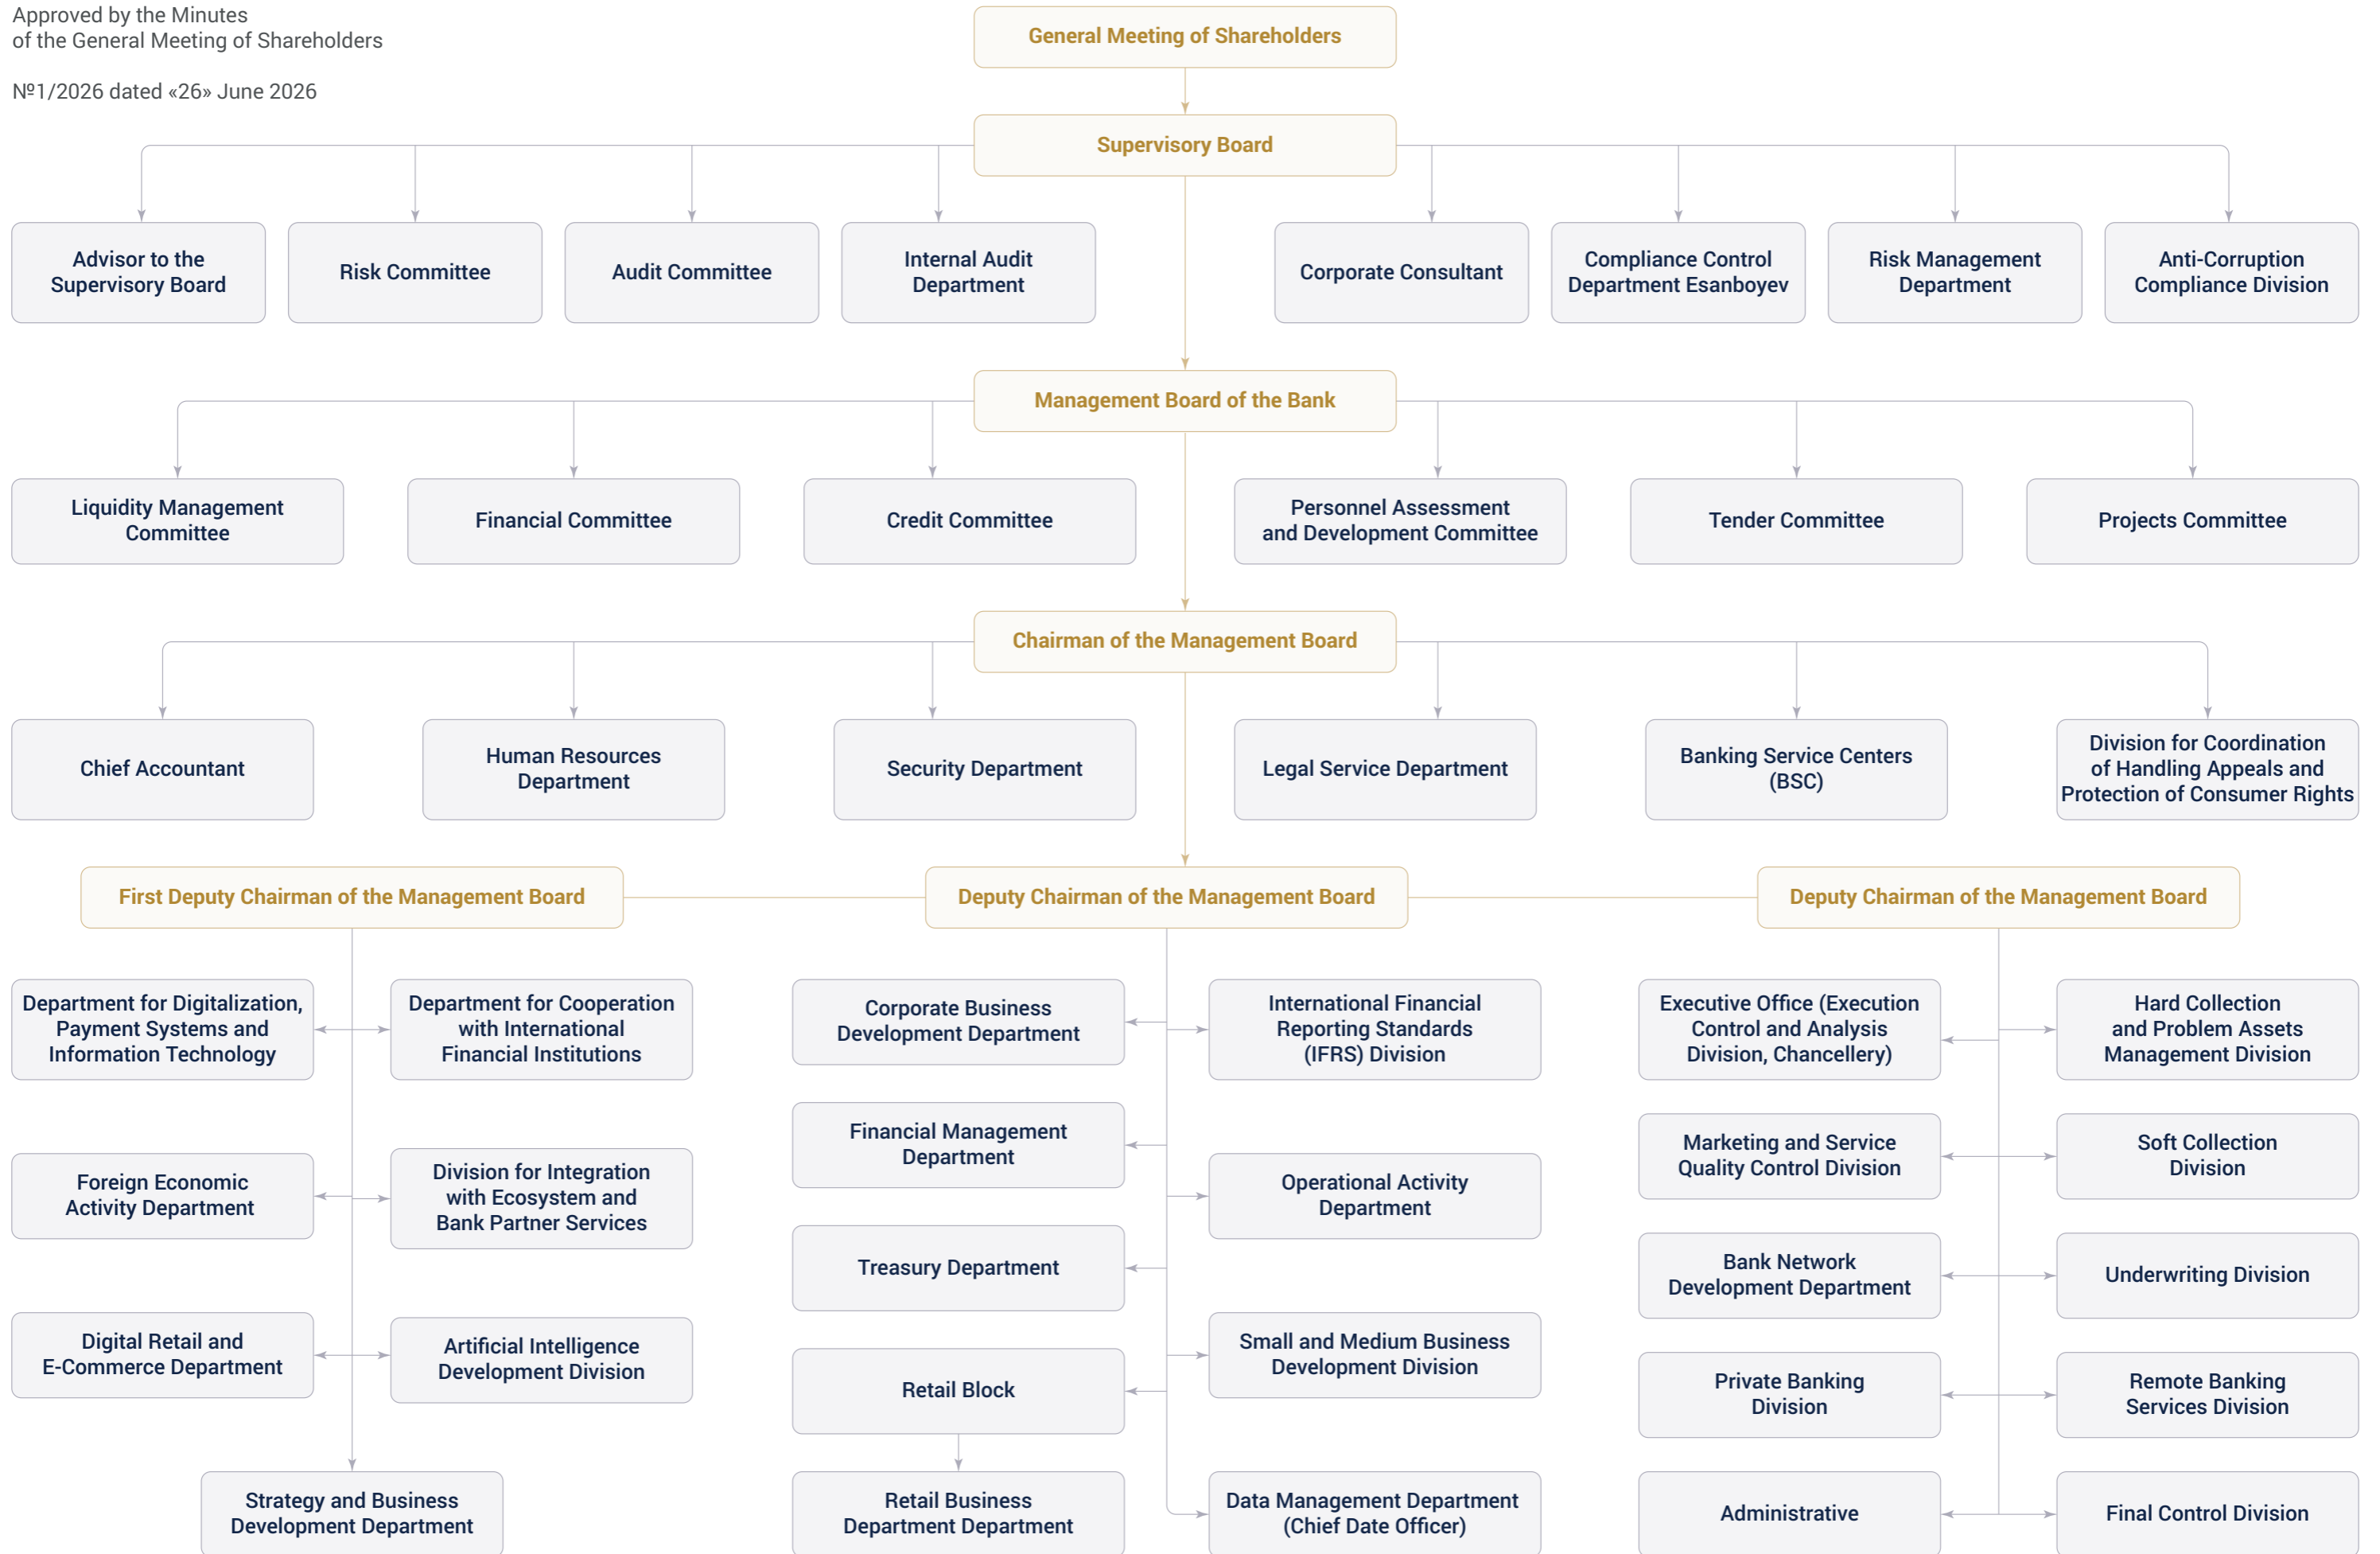 Approved by the Minutes
of the General Meeting of Shareholders
№1/2026 dated «26» June 2026
General Meeting of Shareholders
Supervisory Board
Advisor to the
Supervisory Board
Risk Committee
Audit Committee
Internal Audit
Department
Corporate Consultant
Compliance Control
Department Esanboyev
Risk Management
Department
Anti-Corruption
Compliance Division
Management Board of the Bank
Liquidity Management
Committee
Financial Committee
Credit Committee
Personnel Assessment
and Development Committee
Tender Committee
Projects Committee
Chairman of the Management Board
Chief Accountant
Human Resources
Department
Security Department
Legal Service Department
Banking Service Centers
(BSC)
Division for Coordination
of Handling Appeals and
Protection of Consumer Rights
First Deputy Chairman of the Management Board
Deputy Chairman of the Management Board
Deputy Chairman of the Management Board
Department for Digitalization,
Payment Systems and
Information Technology
Department for Cooperation
with International
Financial Institutions
Foreign Economic
Activity Department
Division for Integration
with Ecosystem and
Bank Partner Services
Digital Retail and
E-Commerce Department
Artificial Intelligence
Development Division
Strategy and Business
Development Department
Corporate Business
Development Department
International Financial
Reporting Standards
(IFRS) Division
Financial Management
Department
Operational Activity
Department
Treasury Department
Small and Medium Business
Development Division
Retail Block
Retail Business
Department Department
Data Management Department
(Chief Date Officer)
Executive Office (Execution
Control and Analysis
Division, Chancellery)
Hard Collection
and Problem Assets
Management Division
Marketing and Service
Quality Control Division
Soft Collection
Division
Bank Network
Development Department
Underwriting Division
Private Banking
Division
Remote Banking
Services Division
Administrative
Final Control Division